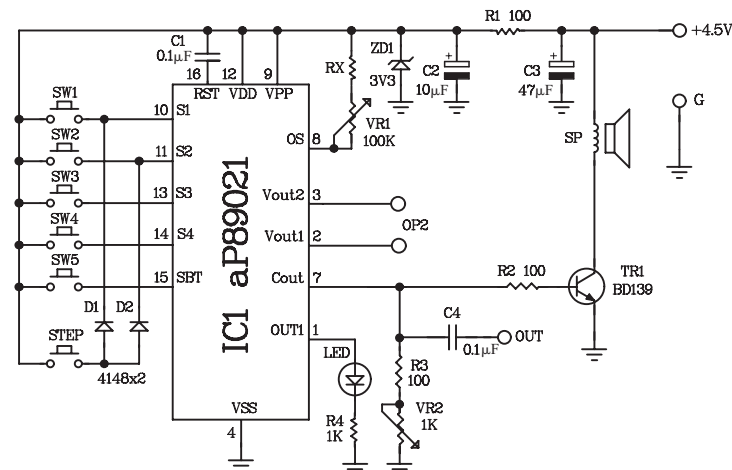 R1 100
+4.5V
C1
0.1µF
ZD1
3V3
C2
10µF
C3
47µF
G
RX
VR1
100K
SP
16 12 9
RST VDD VPP
SW1
10 S1
SW2
11 S2
OS 8
SW3
13 S3
Vout2 3
OP2
SW4
14 S4
Vout1 2
SW5
15 SBT
Cout 7
R2 100
TR1
BD139
IC1 aP89021
D1 D2
OUT1 1
C4
0.1µF
OUT
STEP
4148x2
LED
R3
100
VSS
4
R4
1K
VR2
1K